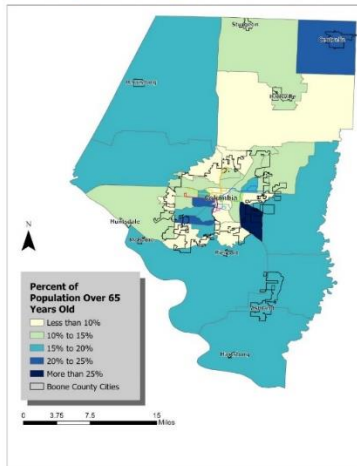 Sturgeon
Centralia
Harrisburg
Hallsville
Columbia
Huntsdale
Pierpont
Ashland
Hartsburg
N
Percent of
Population Over 65
Years Old
Less than 10%
10% to 15%
15% to 20%
20% to 25%
More than 25%
Boone County Cities
0 3.75 7.5 15
Miles